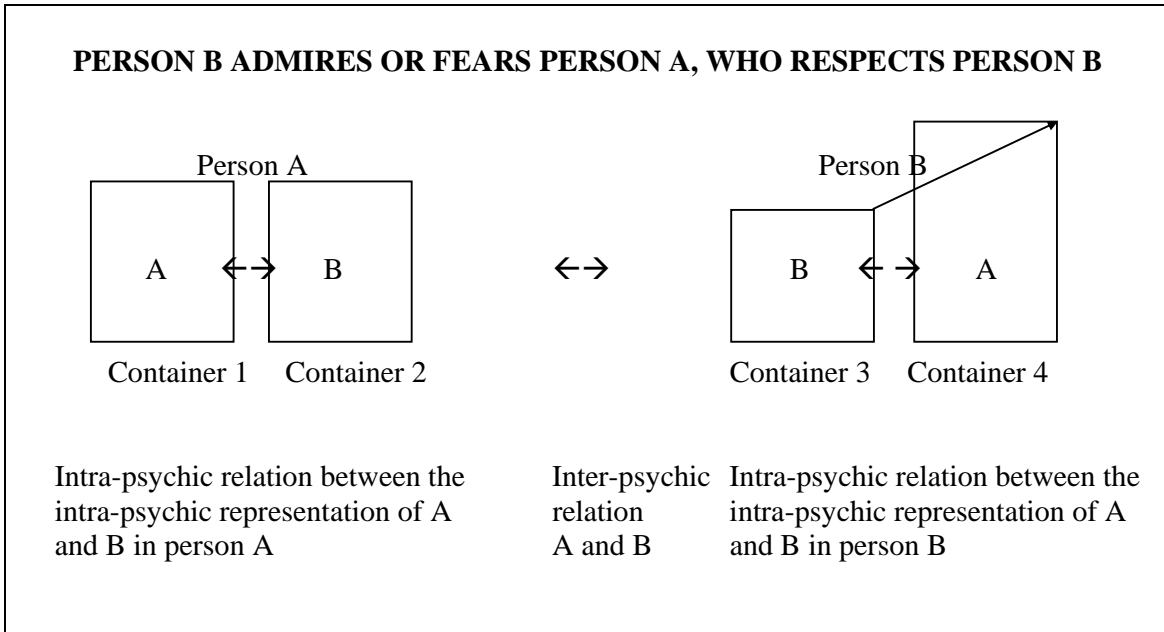 PERSON B ADMIRES OR FEARS PERSON A, WHO RESPECTS PERSON B
Person A
Person B
A ←→ B
←→
B ←→ A
Container 1 Container 2
Container 3 Container 4
Intra-psychic relation between the
intra-psychic representation of A
and B in person A
Inter-psychic
relation
A and B
Intra-psychic relation between the
intra-psychic representation of A
and B in person B